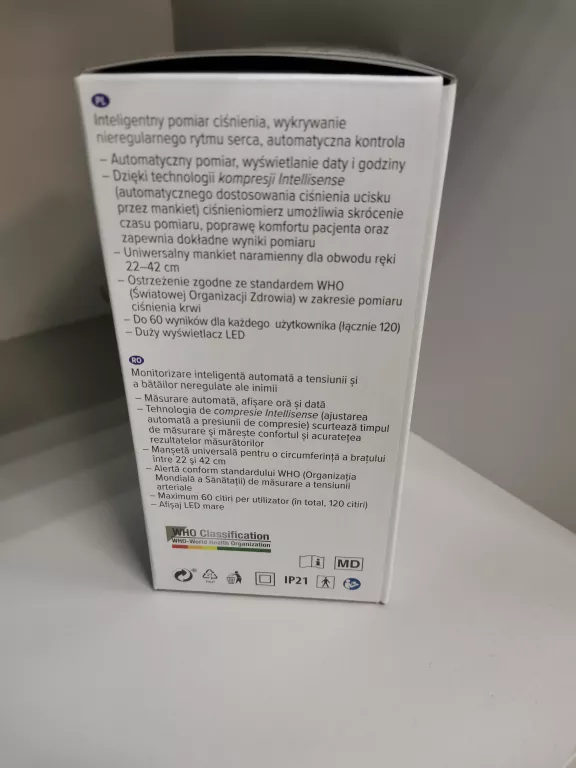 PL
Inteligentny pomiar ciśnienia, wykrywanie
nieregularnego rytmu serca, automatyczna kontrola
– Automatyczny pomiar, wyświetlanie daty i godziny
– Dzięki technologii kompresji Intellisense
(automatycznego dostosowania ciśnienia ucisku
przez mankiet) ciśnieniomierz umożliwia skrócenie
czasu pomiaru, poprawę komfortu pacjenta oraz
zapewnia dokładne wyniki pomiaru
– Uniwersalny mankiet naramienny dla obwodu ręki
22–42 cm
– Ostrzeżenie zgodne ze standardem WHO
(Światowej Organizacji Zdrowia) w zakresie pomiaru
ciśnienia krwi
– Do 60 wyników dla każdego użytkownika (łącznie 120)
– Duży wyświetlacz LED
RO
Monitorizare inteligentă automată a tensiunii și
a bătăilor neregulate ale inimii
– Măsurare automată, afișare oră și dată
– Tehnologia de compresie Intellisense (ajustarea
automată a presiunii de compresie) scurtează timpul
de măsurare și mărește confortul și acuratețea
rezultatelor măsurătorilor
– Manșetă universală pentru o circumferință a brațului
între 22 și 42 cm
– Alertă conform standardului WHO (Organizația
Mondială a Sănătații) de măsurare a tensiunii
arteriale
– Maximum 60 citiri per utilizator (în total, 120 citiri)
– Afișaj LED mare
WHO Classification
WHO-World Health Organization
MD
IP21